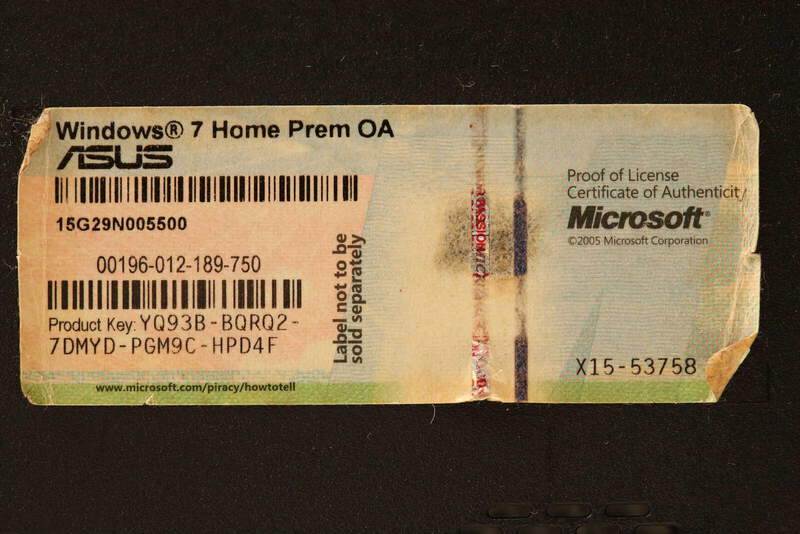 Windows® 7 Home Prem OA
ASUS
15G29N005500
00196-012-189-750
Product Key: YQ93B-BQRQ2-
7DMYD-PGM9C-HPD4F
www.microsoft.com/piracy/howtotell
Label not to be
sold separately
Proof of License
Certificate of Authenticity
Microsoft®
©2005 Microsoft Corporation
X15-53758